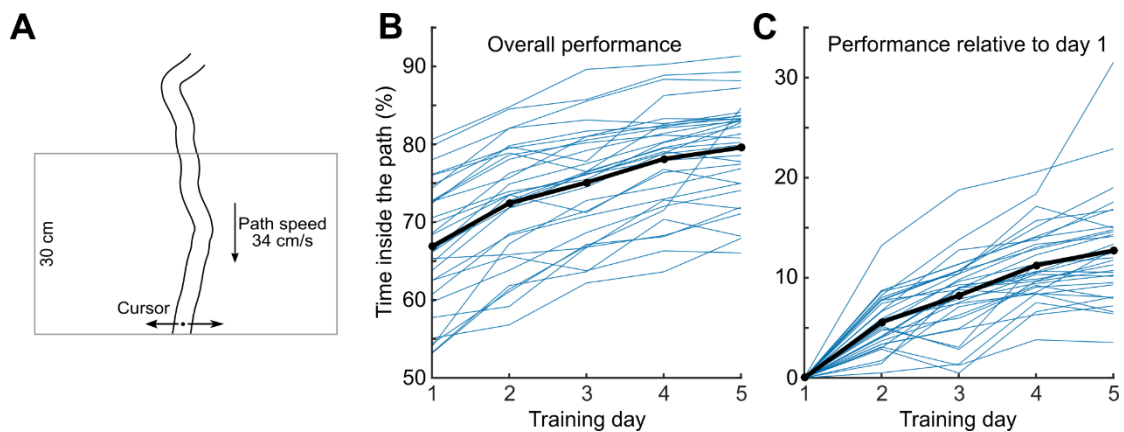 A
30 cm
Path speed
34 cm/s
Cursor
B
Overall performance
Time inside the path (%)
90
80
70
60
50
1 2 3 4 5
Training day
C
Performance relative to day 1
30
20
10
0
1 2 3 4 5
Training day